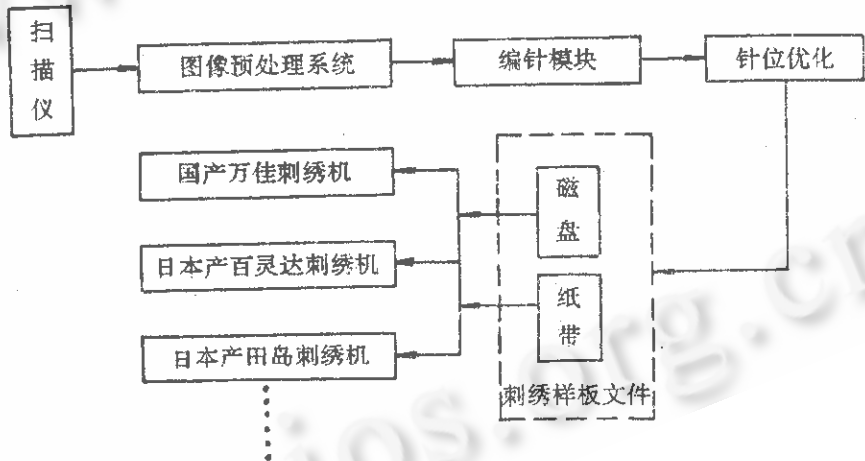 扫描仪
图像预处理系统
编针模块
针位优化
国产万佳刺绣机
磁盘
日本产百灵达刺绣机
纸带
日本产田岛刺绣机
刺绣样板文件